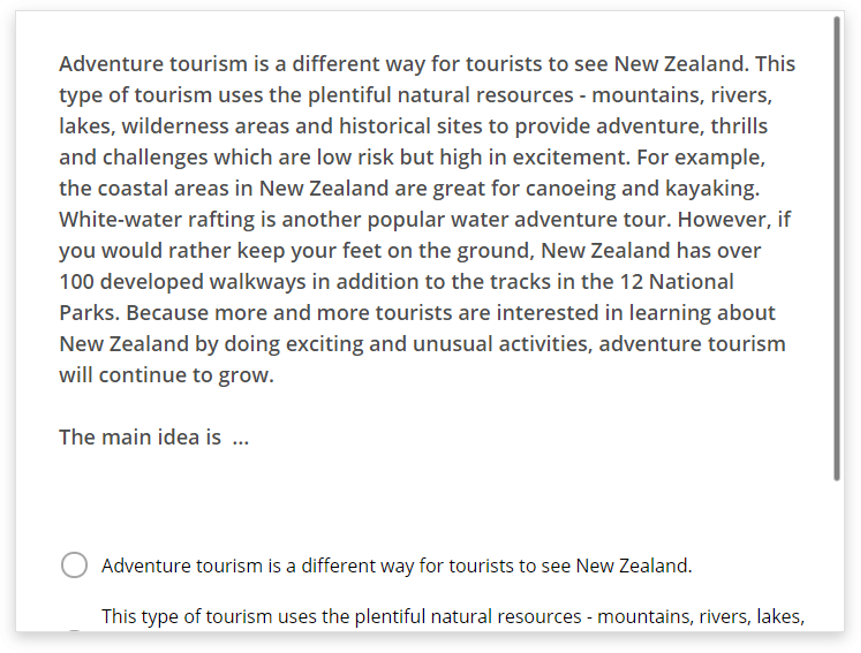 Adventure tourism is a different way for tourists to see New Zealand. This
type of tourism uses the plentiful natural resources - mountains, rivers,
lakes, wilderness areas and historical sites to provide adventure, thrills
and challenges which are low risk but high in excitement. For example,
the coastal areas in New Zealand are great for canoeing and kayaking.
White-water rafting is another popular water adventure tour. However, if
you would rather keep your feet on the ground, New Zealand has over
100 developed walkways in addition to the tracks in the 12 National
Parks. Because more and more tourists are interested in learning about
New Zealand by doing exciting and unusual activities, adventure tourism
will continue to grow.
The main idea is ...
Adventure tourism is a different way for tourists to see New Zealand.
This type of tourism uses the plentiful natural resources - mountains, rivers, lakes,